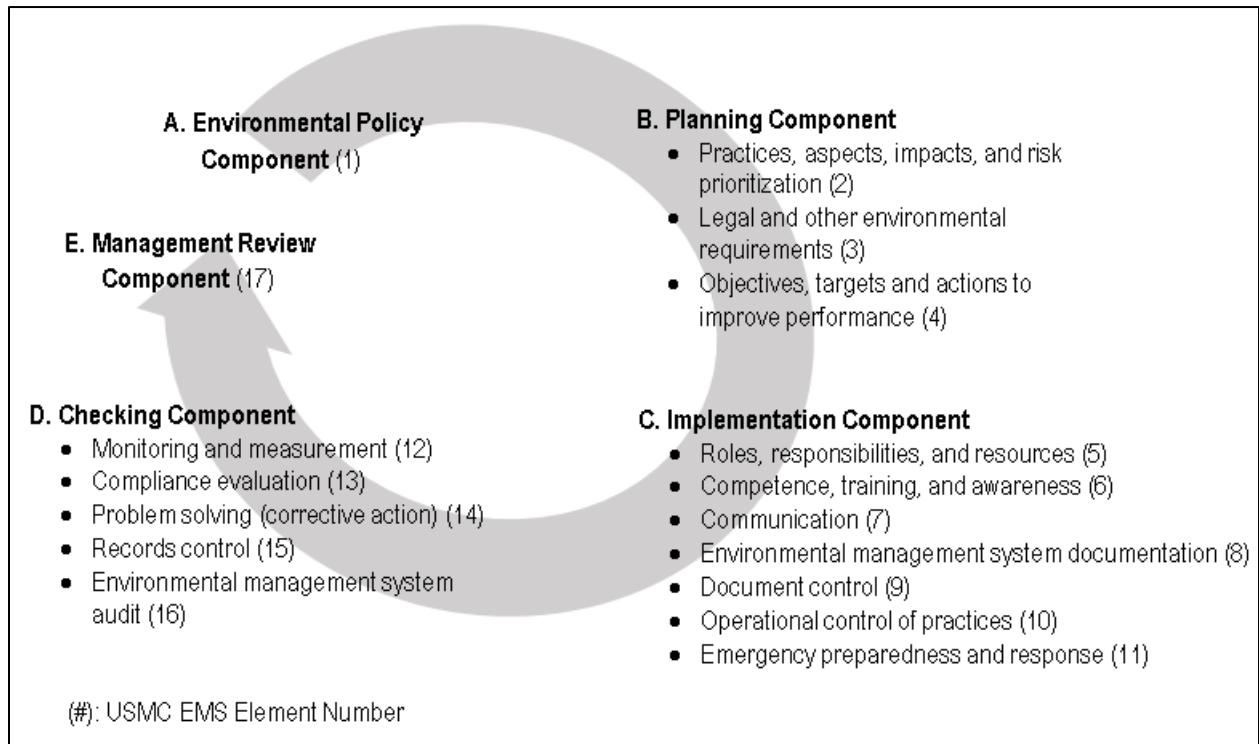 A. Environmental Policy
Component (1)
B. Planning Component
• Practices, aspects, impacts, and risk
prioritization (2)
• Legal and other environmental
requirements (3)
• Objectives, targets and actions to
improve performance (4)
E. Management Review
Component (17)
D. Checking Component
• Monitoring and measurement (12)
• Compliance evaluation (13)
• Problem solving (corrective action) (14)
• Records control (15)
• Environmental management system
audit (16)
C. Implementation Component
• Roles, responsibilities, and resources (5)
• Competence, training, and awareness (6)
• Communication (7)
• Environmental management system documentation (8)
• Document control (9)
• Operational control of practices (10)
• Emergency preparedness and response (11)
(#): USMC EMS Element Number